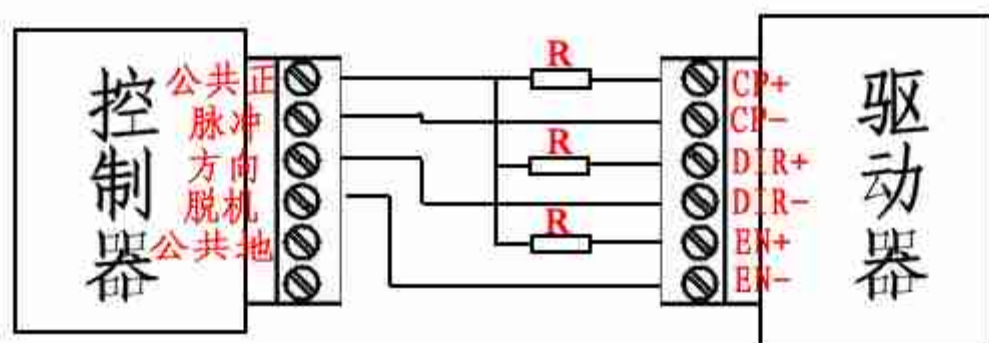 控制器
公共正
脉冲
方向
脱机
公共地
R
R
R
CP+
CP-
DIR+
DIR-
EN+
EN-
驱动器